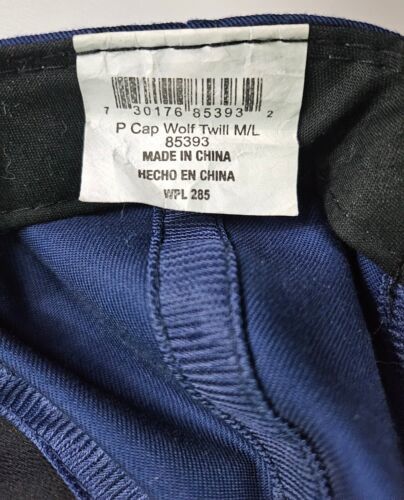 7 30176 85393 2
P Cap Wolf Twill M/L
85393
MADE IN CHINA
HECHO EN CHINA
WPL 285